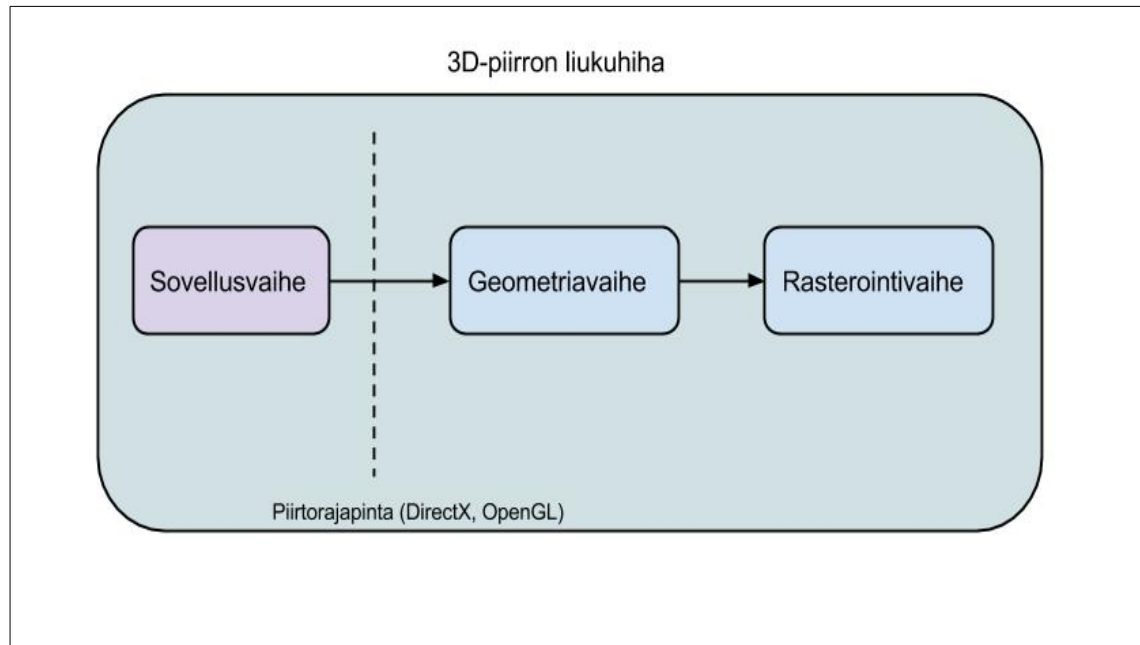 3D-piirron liukuhiha
Sovellusvaihe
Geometriavaihe
Rasterointivaihe
Piirtorajapinta (DirectX, OpenGL)